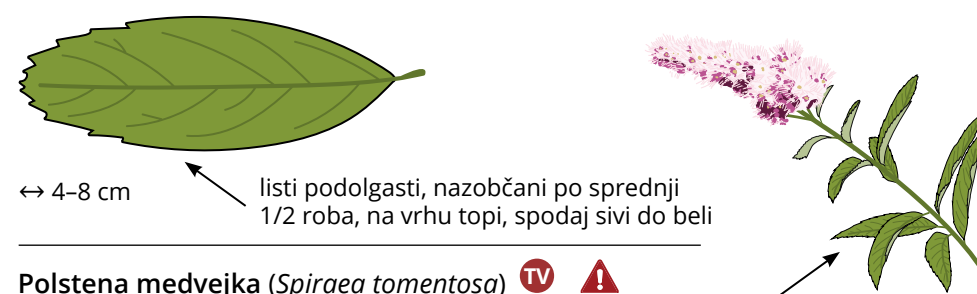 ↔ 4–8 cm
listi podolgasti, nazobčani po sprednji
1/2 roba, na vrhu topi, spodaj sivi do beli
Polstena medvejka (Spiraea tomentosa) TV